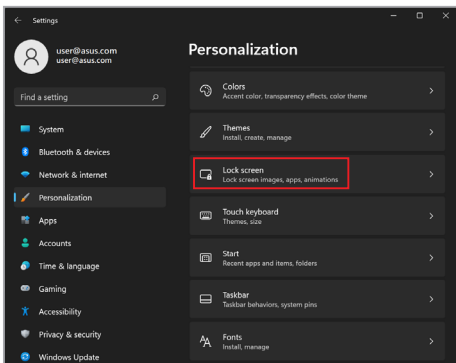 Settings
user@asus.com
user@asus.com
Find a setting
System
Bluetooth & devices
Network & internet
Personalization
Apps
Accounts
Time & language
Gaming
Accessibility
Privacy & security
Windows Update
Personalization
Colors
Accent color, transparency effects, color theme
Themes
Install, create, manage
Lock screen
Lock screen images, apps, animations
Touch keyboard
Themes, size
Start
Recent apps and items, folders
Taskbar
Taskbar behaviors, system pins
Fonts
Install, manage